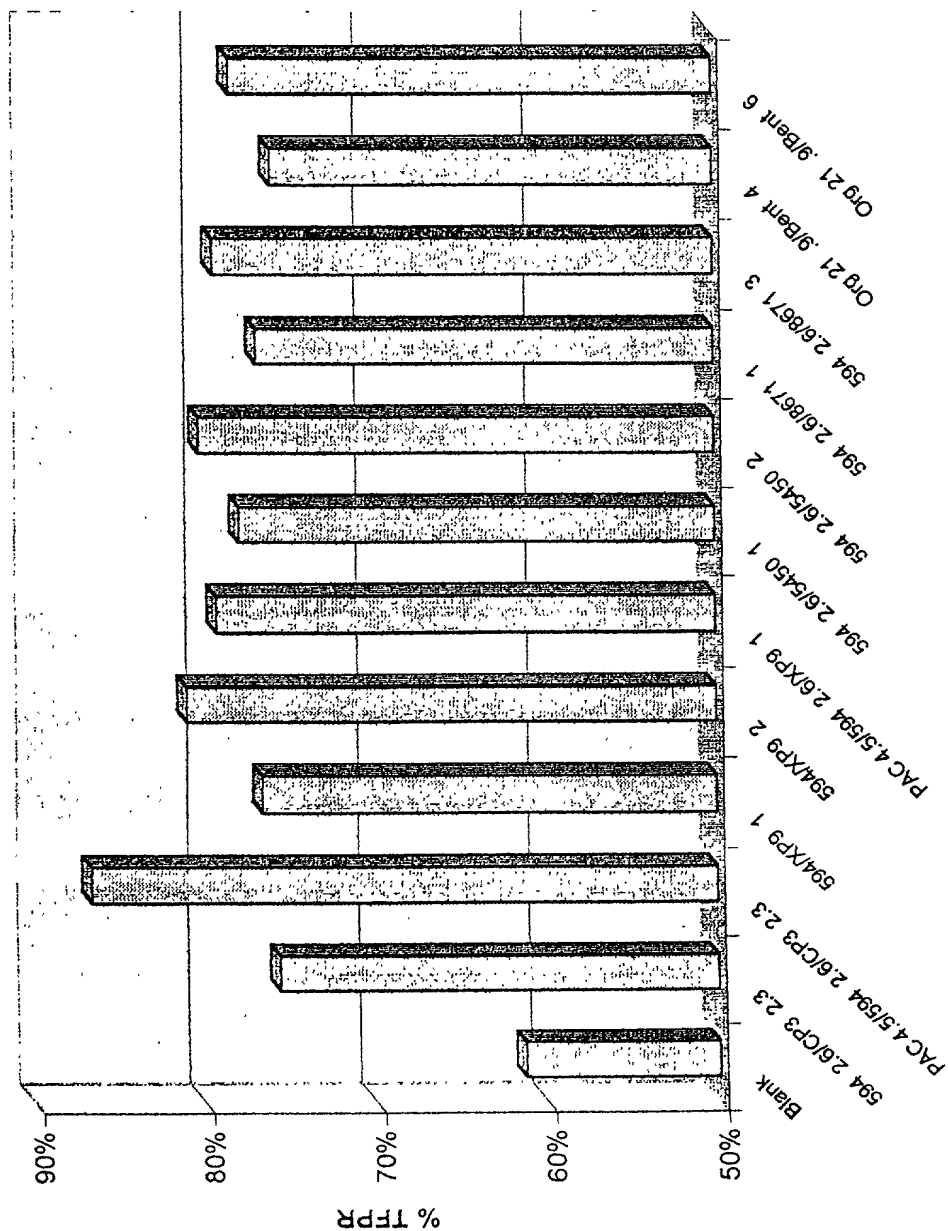 % TFPR
90%
80%
70%
60%
50%
Blank
594 2.6/CP3 2.3
PAC 4.5/594 2.6/CP3 2.3
594/XP9 1
594/XP9 2
PAC 4.5/594 2.6/XP9 1
594 2.6/5450 1
594 2.6/5450 2
594 2.6/8671 1
594 2.6/8671 3
Org 21 .9/Bent 4
Org 21 .9/Bent 6